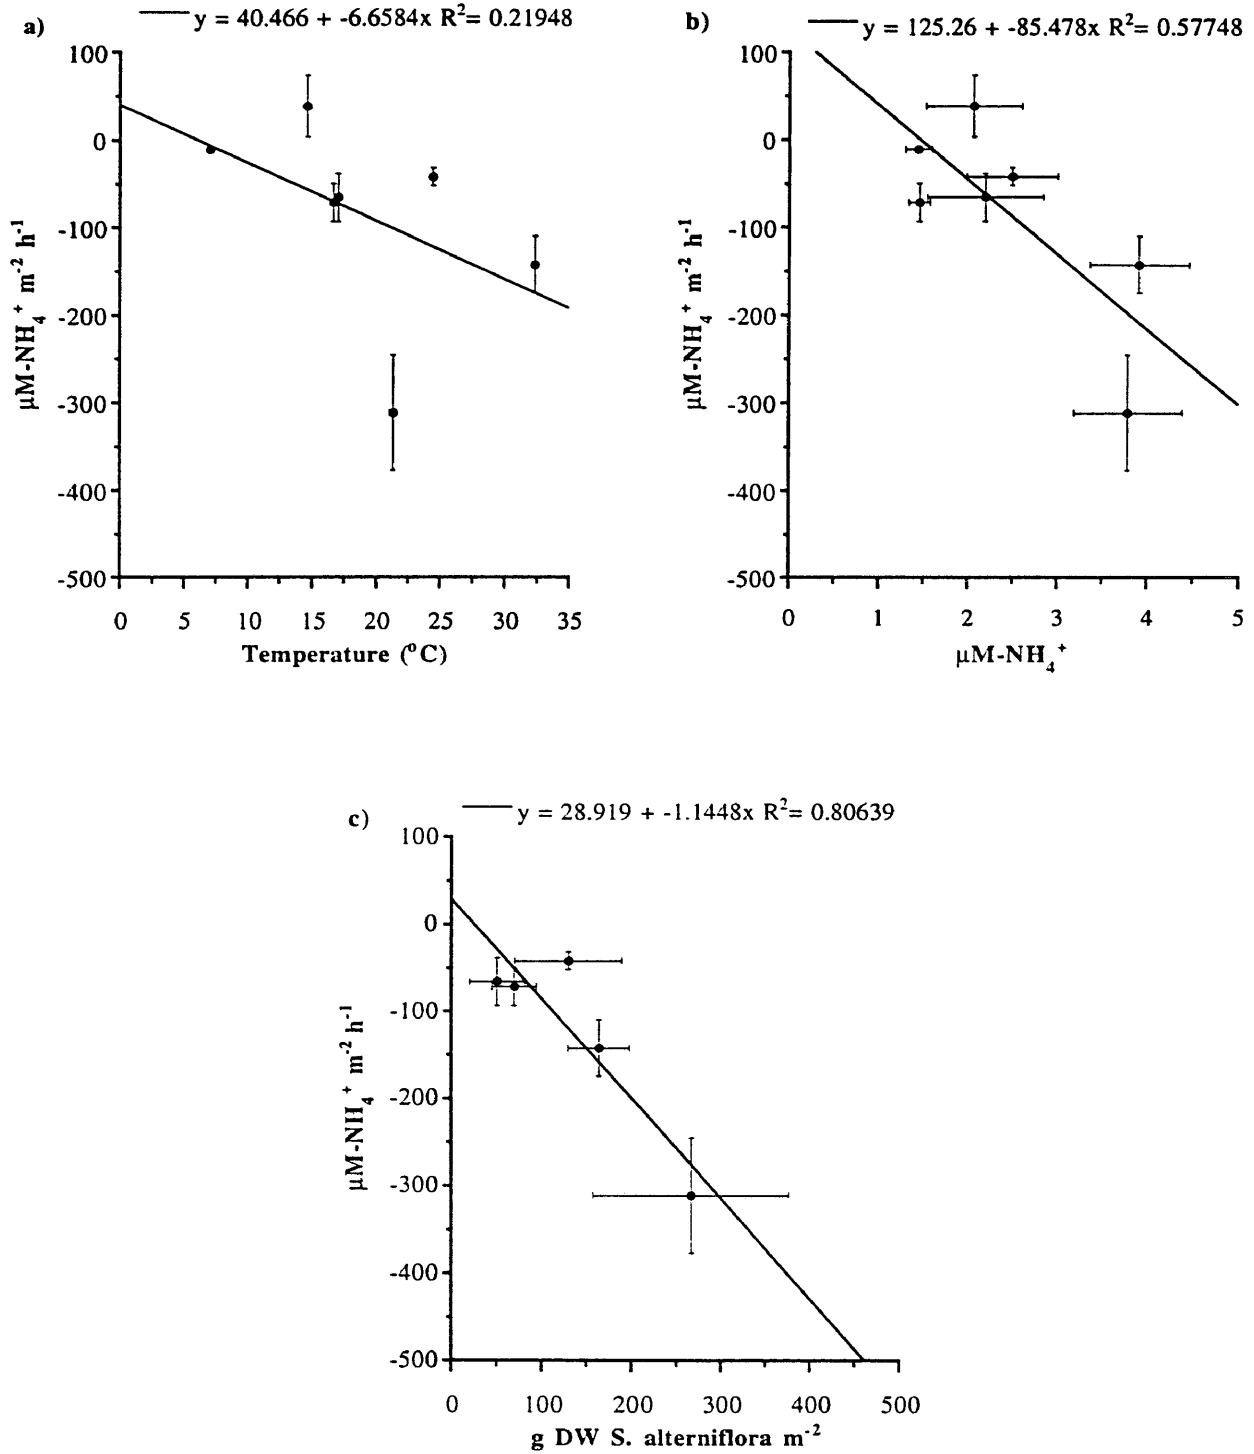 a)
y = 40.466 + -6.6584x R²= 0.21948
100
0
-100
-200
-300
-400
-500
µM-NH₄⁺ m⁻² h⁻¹
0 5 10 15 20 25 30 35
Temperature (°C)
b)
y = 125.26 + -85.478x R²= 0.57748
100
0
-100
-200
-300
-400
-500
µM-NH₄⁺ m⁻² h⁻¹
0 1 2 3 4 5
µM-NH₄⁺
c)
y = 28.919 + -1.1448x R²= 0.80639
100
0
-100
-200
-300
-400
-500
µM-NH₄⁺ m⁻² h⁻¹
0 100 200 300 400 500
g DW S. alterniflora m⁻²